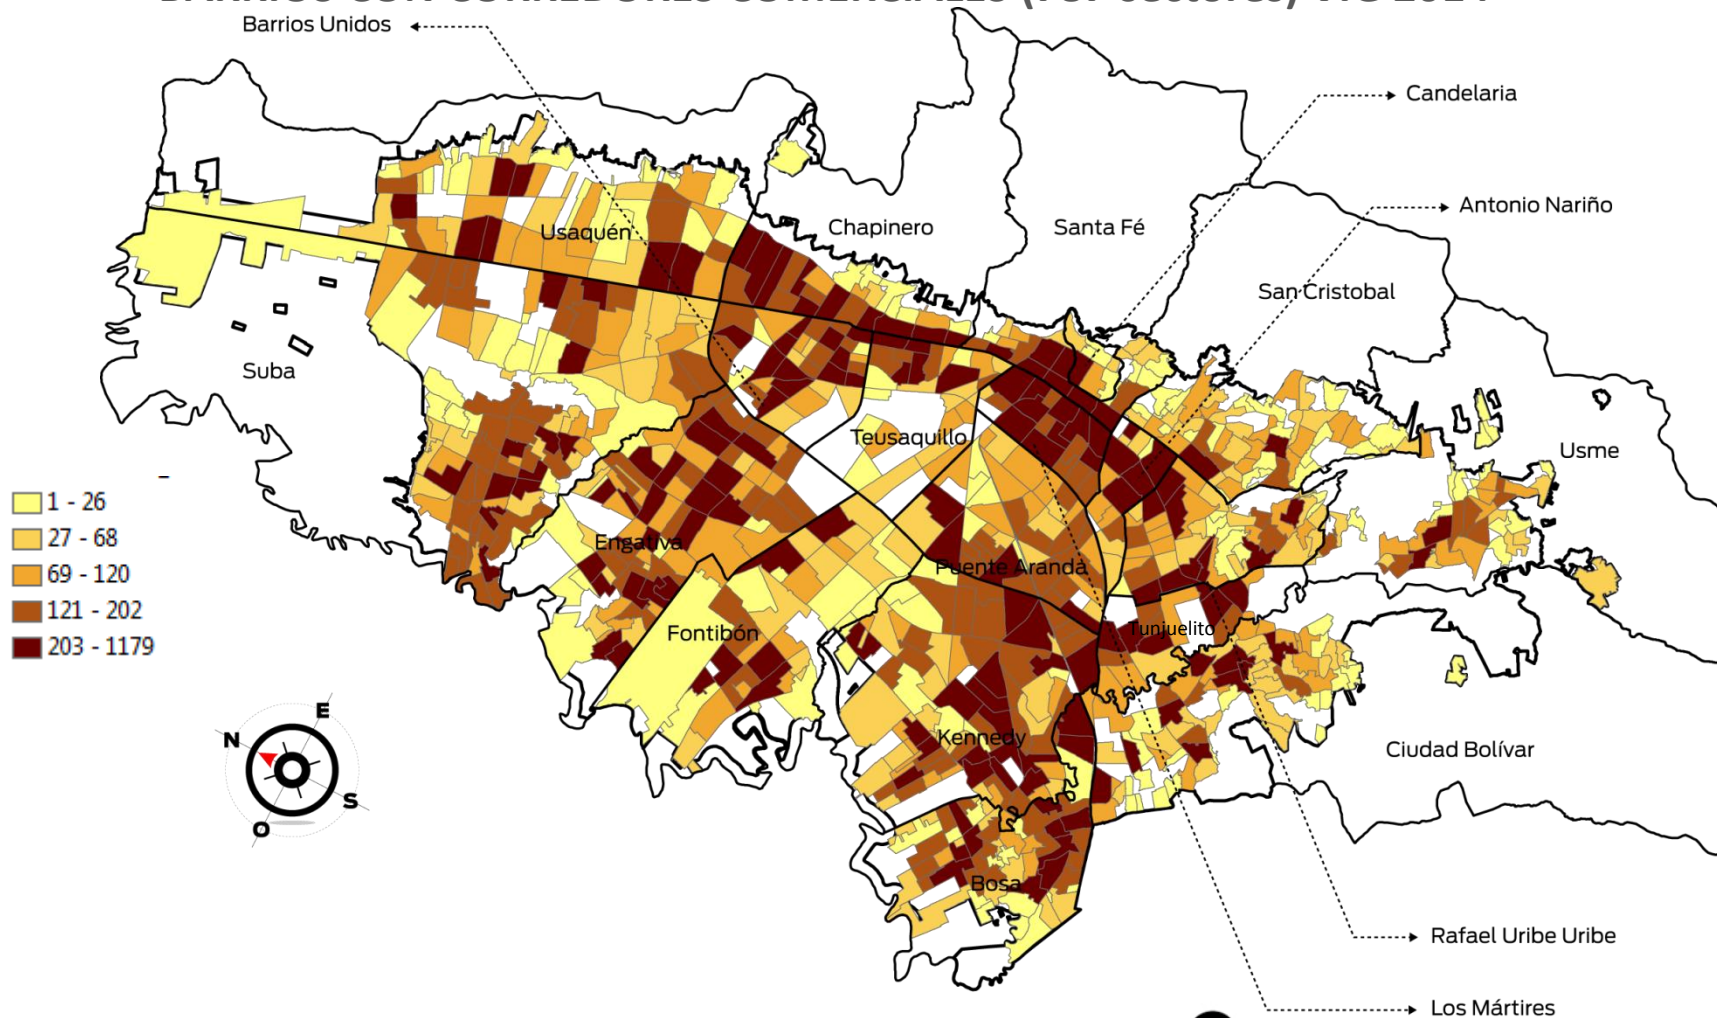 Barrios Unidos
Candelaria
Antonio Nariño
Chapinero
Santa Fé
Usaquén
San Cristobal
Suba
Usme
Teusaquillo
1 - 26
27 - 68
69 - 120
121 - 202
203 - 1179
Engativa
Puente Aranda
Fontibón
Tunjuelito
Kennedy
Ciudad Bolívar
N
E
S
O
Bosa
Rafael Uribe Uribe
Los Mártires